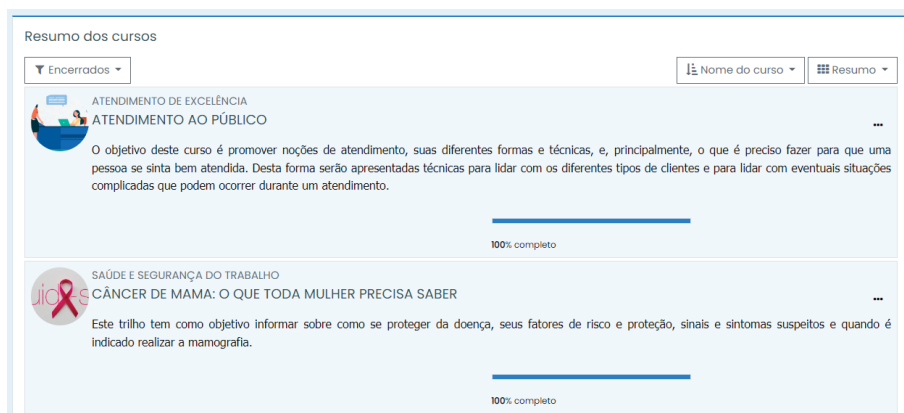 Resumo dos cursos
Encerrados
Nome do curso
Resumo
ATENDIMENTO DE EXCELÊNCIA
ATENDIMENTO AO PÚBLICO
...
O objetivo deste curso é promover noções de atendimento, suas diferentes formas e técnicas, e, principalmente, o que é preciso fazer para que uma
pessoa se sinta bem atendida. Desta forma serão apresentadas técnicas para lidar com os diferentes tipos de clientes e para lidar com eventuais situações
complicadas que podem ocorrer durante um atendimento.
100% completo
SAÚDE E SEGURANÇA DO TRABALHO
CÂNCER DE MAMA: O QUE TODA MULHER PRECISA SABER
...
Este trilho tem como objetivo informar sobre como se proteger da doença, seus fatores de risco e proteção, sinais e sintomas suspeitos e quando é
indicado realizar a mamografia.
100% completo